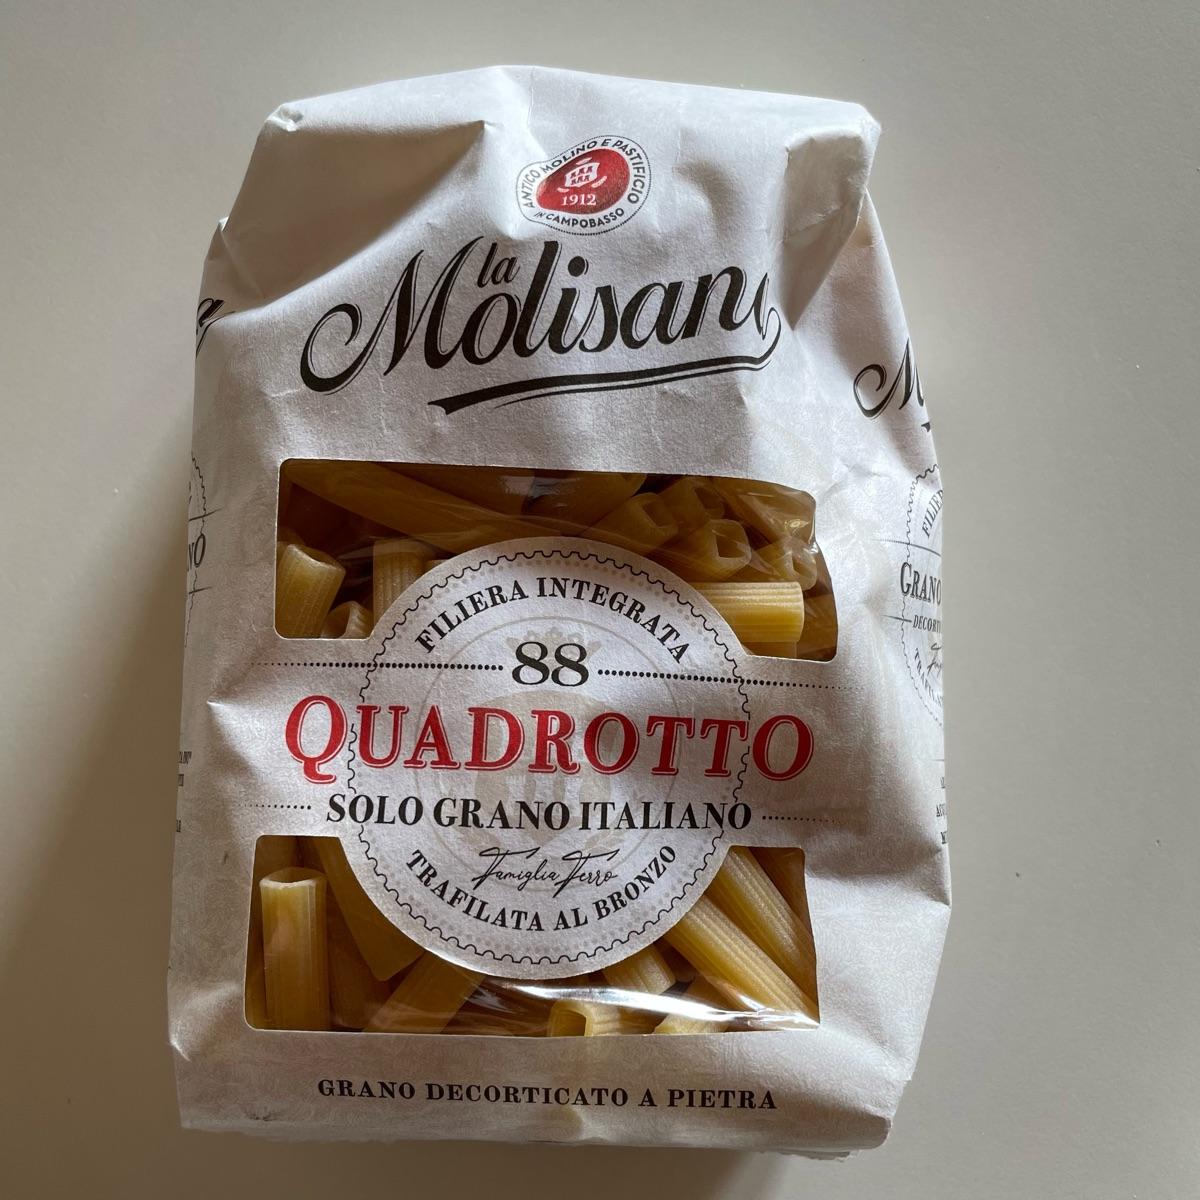 ANTICO MOLINO E PASTIFICIO
1912
IN CAMPOBASSO
la
Molisana
FILIERA INTEGRATA
88
QUADROTTO
SOLO GRANO ITALIANO
Famiglia Ferro
TRAFILATA AL BRONZO
GRANO DECORTICATO A PIETRA
GRANO